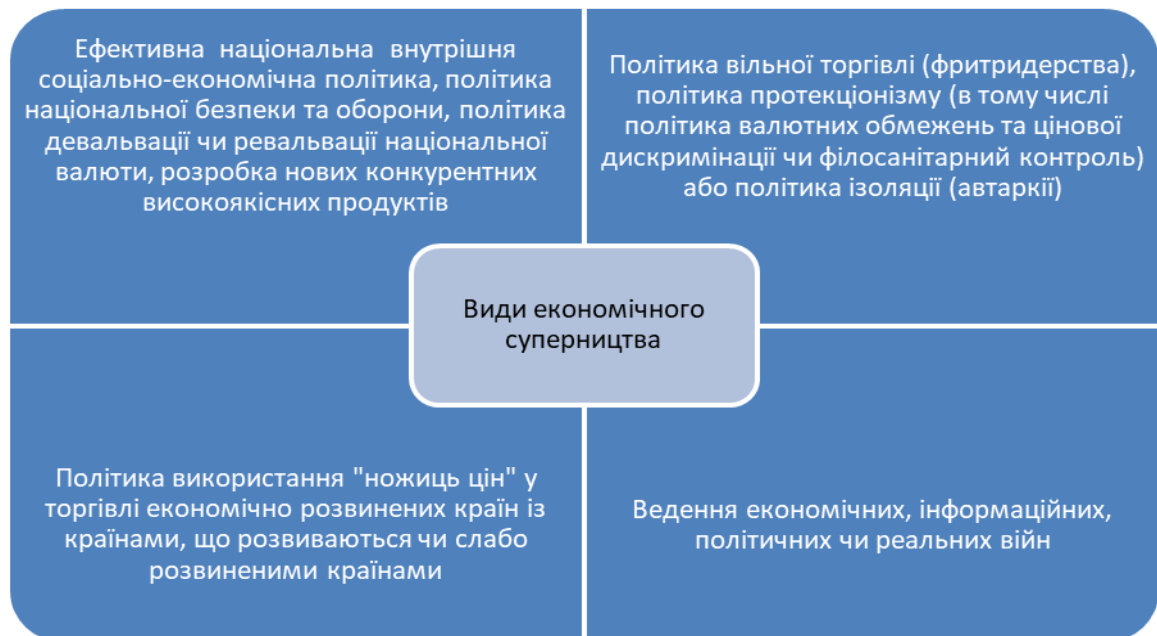 Ефективна національна внутрішня
соціально-економічна політика, політика
національної безпеки та оборони, політика
девальвації чи ревальвації національної
валюти, розробка нових конкурентних
високоякісних продуктів
Політика вільної торгівлі (фритридерства),
політика протекціонізму (в тому числі
політика валютних обмежень та цінової
дискримінації чи філосанітарний контроль)
або політика ізоляції (автаркії)
Види економічного
суперництва
Політика використання "ножиць цін" у
торгівлі економічно розвинених країн із
країнами, що розвиваються чи слабо
розвиненими країнами
Ведення економічних, інформаційних,
політичних чи реальних війн